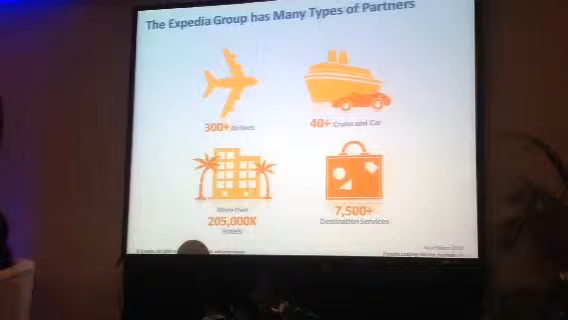 The Expedia Group has Many Types of Partners
300+ Airlines
40+ Cruise and Car
More than
205,000K
Hotels
7,500+
Destination Services